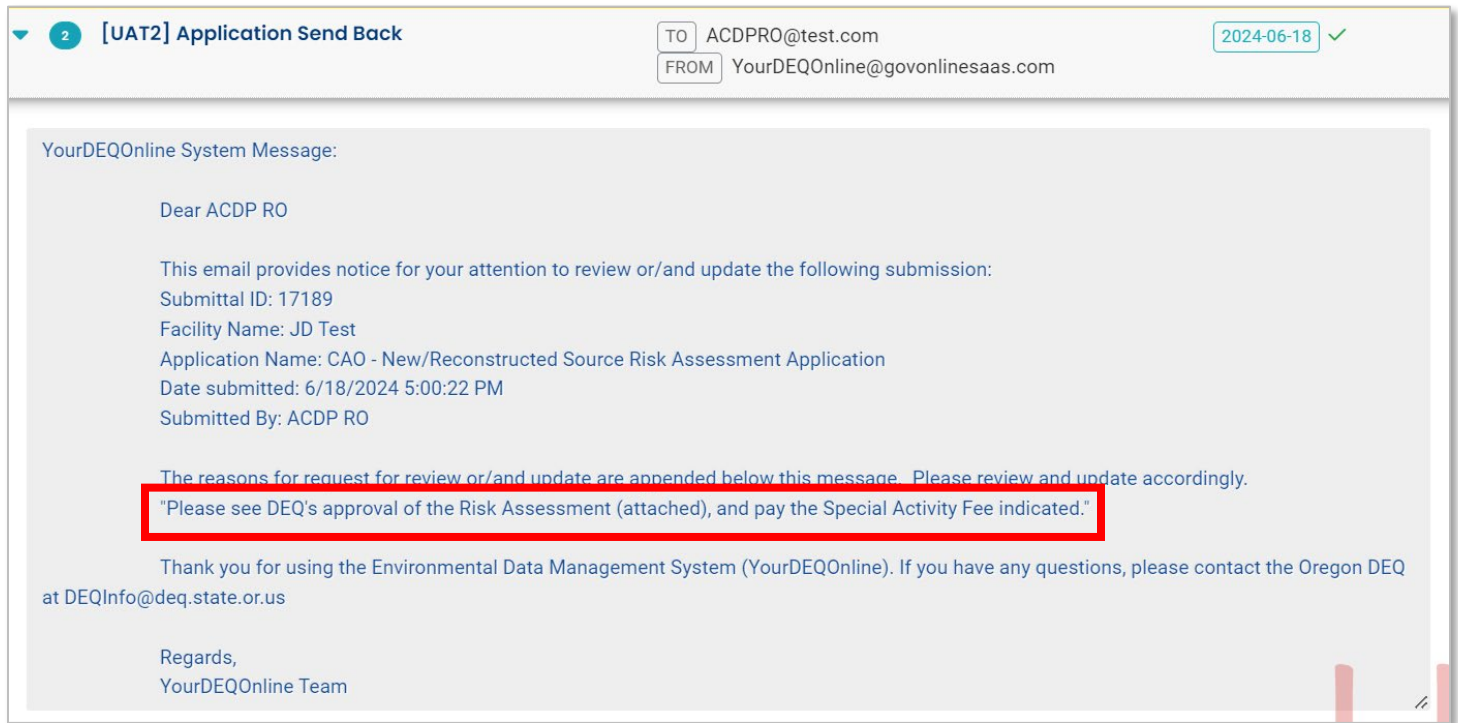 2 [UAT2] Application Send Back
TO ACDPRO@test.com
2024-06-18
FROM YourDEQOnline@govonlinesaas.com
YourDEQOnline System Message:
Dear ACDP RO
This email provides notice for your attention to review or/and update the following submission:
Submittal ID: 17189
Facility Name: JD Test
Application Name: CAO - New/Reconstructed Source Risk Assessment Application
Date submitted: 6/18/2024 5:00:22 PM
Submitted By: ACDP RO
The reasons for request for review or/and update are appended below this message. Please review and update accordingly.
"Please see DEQ's approval of the Risk Assessment (attached), and pay the Special Activity Fee indicated."
Thank you for using the Environmental Data Management System (YourDEQOnline). If you have any questions, please contact the Oregon DEQ
at DEQInfo@deq.state.or.us
Regards,
YourDEQOnline Team